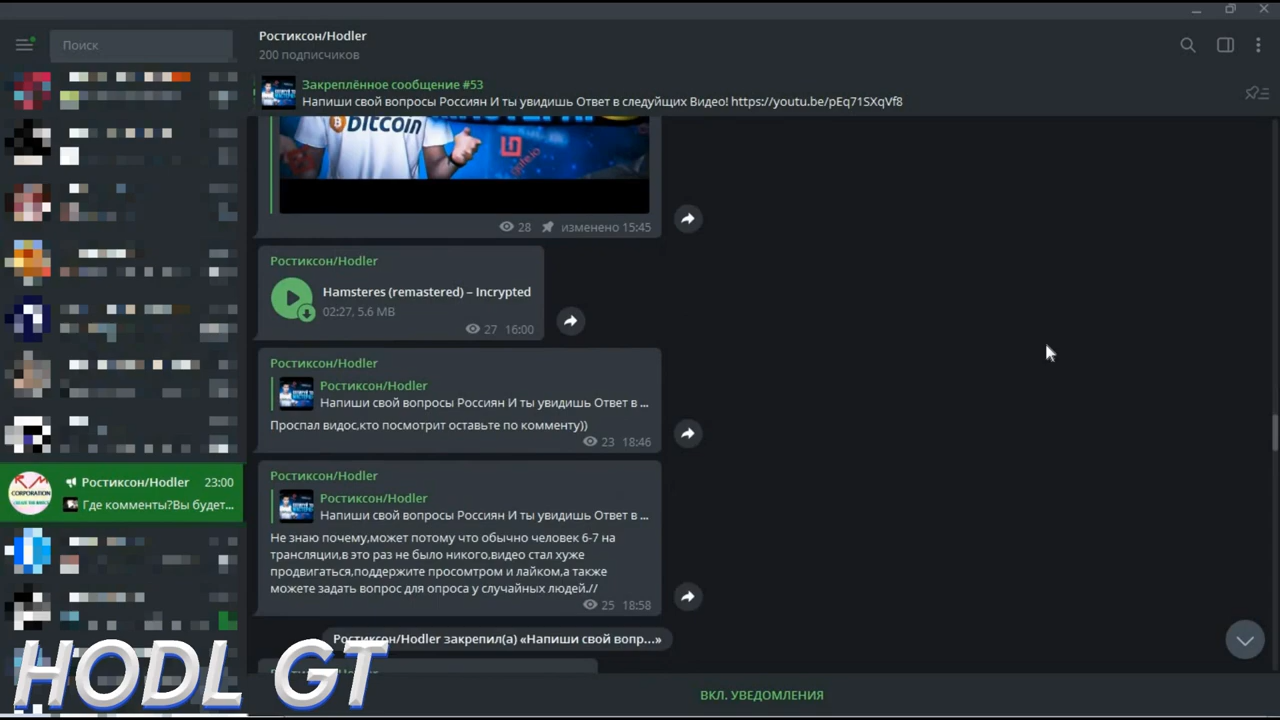 Поиск
Ростиксон/Hodler
200 подписчиков
Закреплённое сообщение #53
Напиши свой вопросы Россиян И ты увидишь Ответ в следуйщих Видео! https://youtu.be/pEq71SXqVf8
bitcoin
gate.io
28 изменено 15:45
Ростиксон/Hodler
Hamsteres (remastered) – Incrypted
02:27, 5.6 MB
27 16:00
Ростиксон/Hodler
Ростиксон/Hodler
Напиши свой вопросы Россиян И ты увидишь Ответ в ...
Проспал видос,кто посмотрит оставьте по комменту))
23 18:46
Ростиксон/Hodler
Ростиксон/Hodler
Напиши свой вопросы Россиян И ты увидишь Ответ в ...
Не знаю почему,может потому что обычно человек 6-7 на
трансляции,в это раз не было никого,видео стал хуже
продвигаться,поддержите просомтром и лайком,а также
можете задать вопрос для опроса у случайных людей.//
25 18:58
Ростиксон/Hodler закрепил(а) «Напиши свой вопр...»
RM
CORPORATION
Ростиксон/Hodler 23:00
Где комменты?Вы будет...
HODL GT
ВКЛ. УВЕДОМЛЕНИЯ